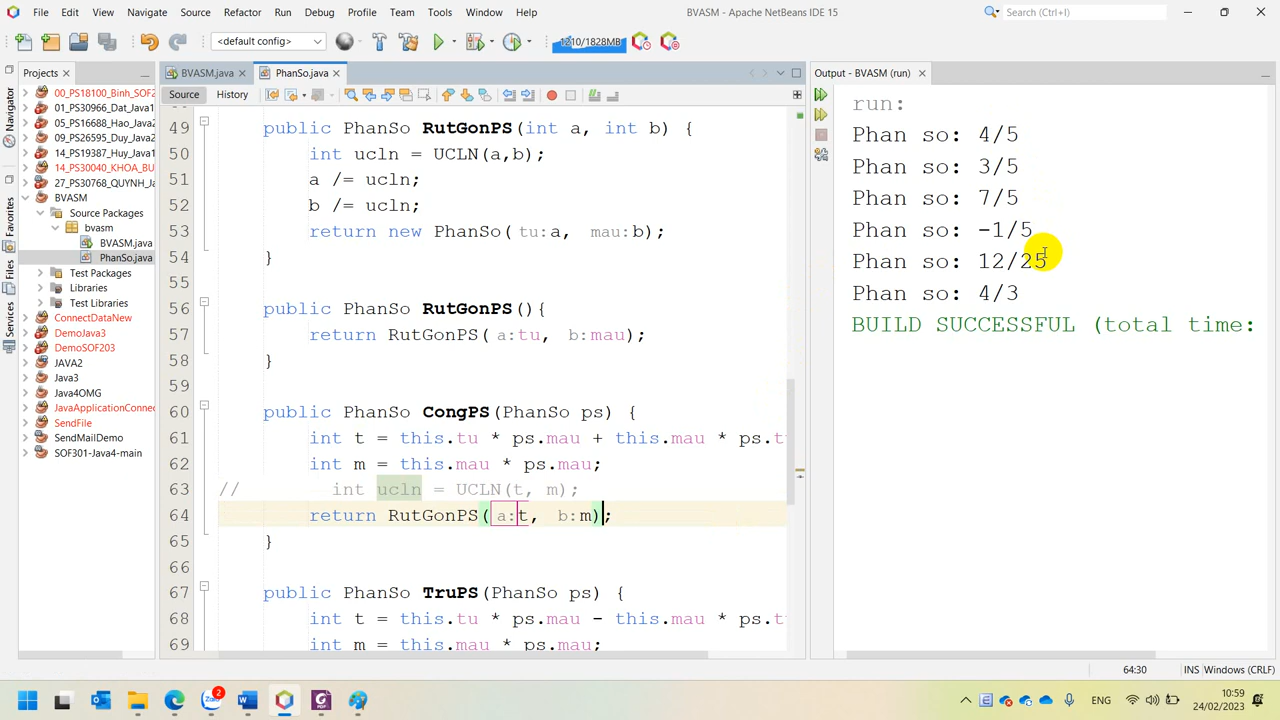 File Edit View Navigate Source Refactor Run Debug Profile Team Tools Window Help BVASM - Apache NetBeans IDE 15 Search (Ctrl+I)
<default config> 1210/1828MB
Projects BVASM.java PhanSo.java Output - BVASM (run)
Source History
Navigator
Favorites
Files
Services
00_PS18100_Binh_SOF2
01_PS30966_Dat_Java1
05_PS16688_Hao_Java2
09_PS26595_Duy_Java1
14_PS19387_Huy_Java1
14_PS30040_KHOA_BU
27_PS30768_QUYNH_Ja
BVASM
Source Packages
bvasm
BVASM.java
PhanSo.java
Test Packages
Libraries
Test Libraries
ConnectDataNew
DemoJava3
DemoSOF203
JAVA2
Java3
Java4OMG
JavaApplicationConnec
SendFile
SendMailDemo
SOF301-Java4-main
49 public PhanSo RutGonPS(int a, int b) {
50 int ucln = UCLN(a,b);
51 a /= ucln;
52 b /= ucln;
53 return new PhanSo(tu:a, mau:b);
54 }
55
56 public PhanSo RutGonPS(){
57 return RutGonPS(a:tu, b:mau);
58 }
59
60 public PhanSo CongPS(PhanSo ps) {
61 int t = this.tu * ps.mau + this.mau * ps.t
62 int m = this.mau * ps.mau;
63 // int ucln = UCLN(t, m);
64 return RutGonPS(a:t, b:m);
65 }
66
67 public PhanSo TruPS(PhanSo ps) {
68 int t = this.tu * ps.mau - this.mau * ps.t
69 int m = this.mau * ps.mau;
run:
Phan so: 4/5
Phan so: 3/5
Phan so: 7/5
Phan so: -1/5
Phan so: 12/25
Phan so: 4/3
BUILD SUCCESSFUL (total time:
64:30 INS Windows (CRLF)
2 Zalo ENG 10:59
24/02/2023